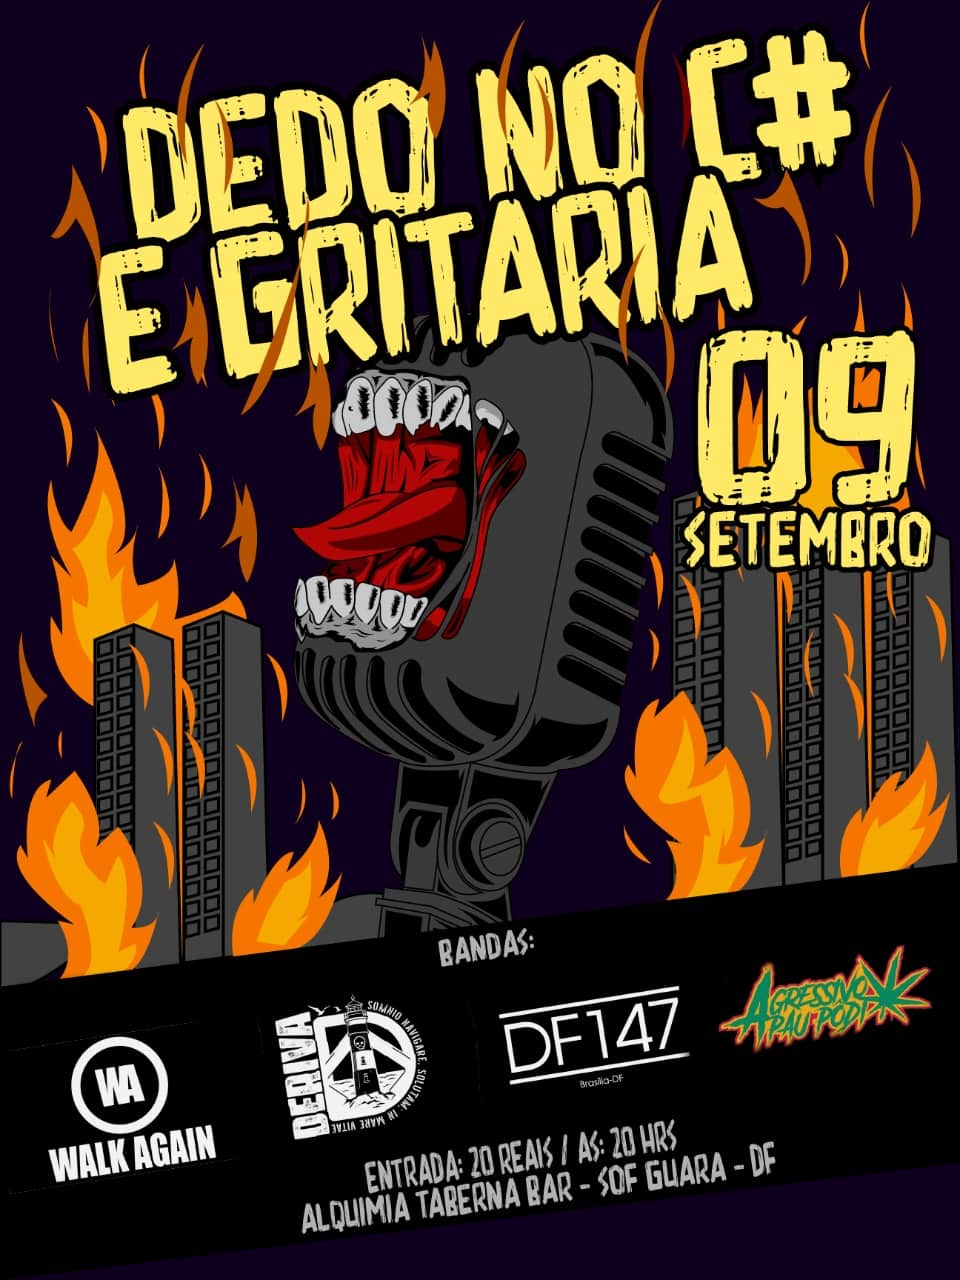 DEDO NO C#
E GRITARIA
09
SETEMBRO
BANDAS:
WA
WALK AGAIN
DERIVA
SOMNIO NAVIGARE, SOLUTAM: IN MARE VITAE
DF147
Brasília-DF
AGRESSIVO
PAU PODI
ENTRADA: 20 REAIS / AS: 20 HRS
ALQUIMIA TABERNA BAR - SOF GUARA - DF